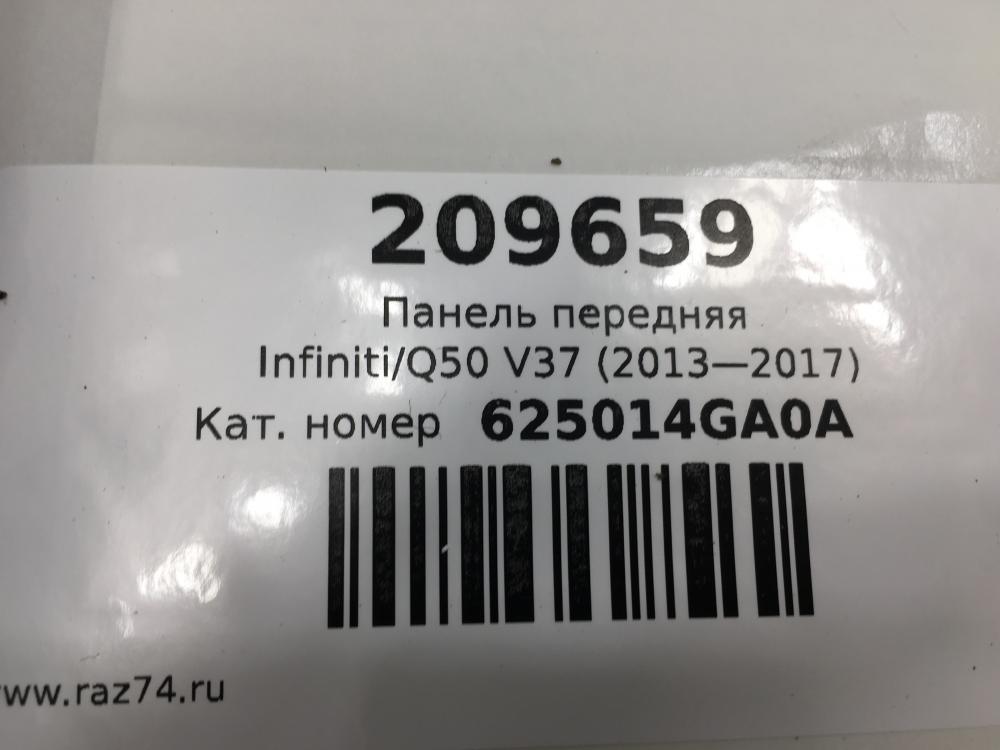 209659
Панель передняя
Infiniti/Q50 V37 (2013—2017)
Кат. номер 625014GA0A
www.raz74.ru